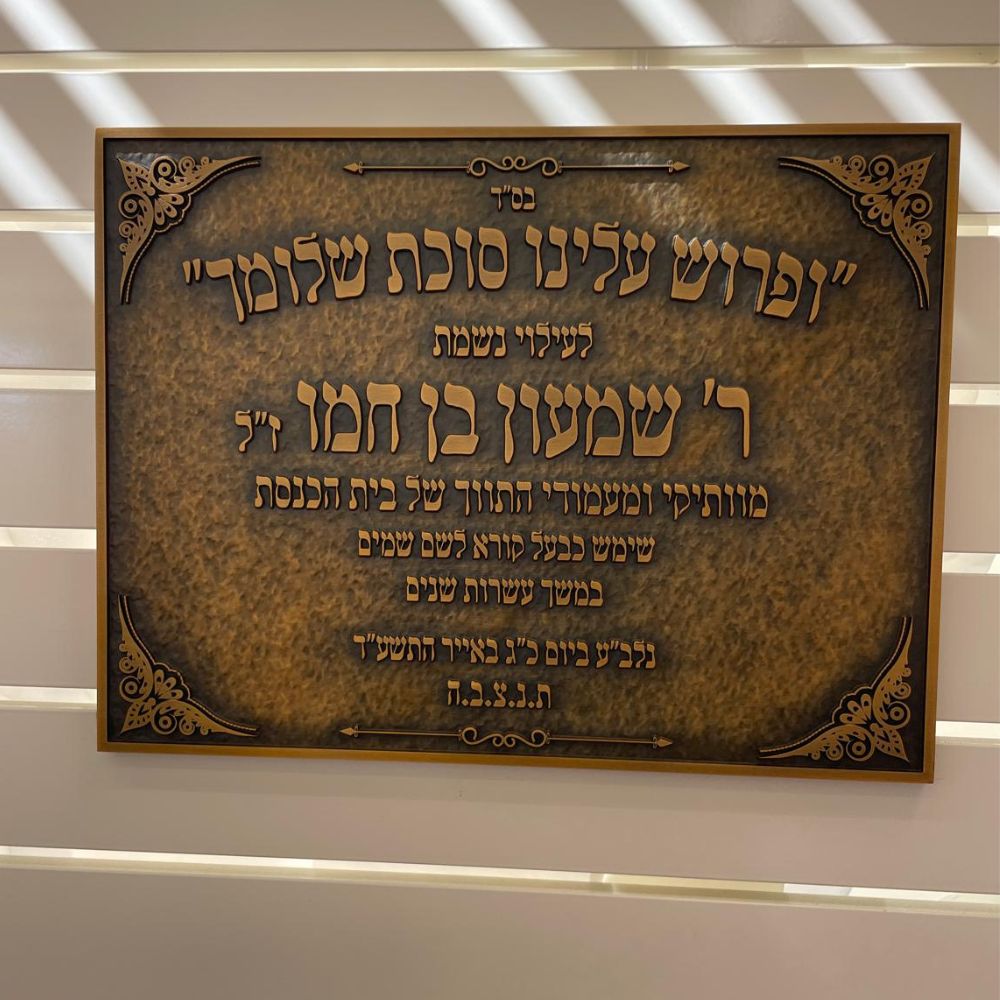 בס"ד
"ופרוש עלינו סוכת שלומך"
לעילוי נשמת
ר' שמעון בן חמו ז"ל
מוותיקי ומעמודי התווך של בית הכנסת
שימש כבעל קורא לשם שמים
במשך עשרות שנים
נלב"ע ביום כ"ג באייר התשע"ד
ת.נ.צ.ב.ה